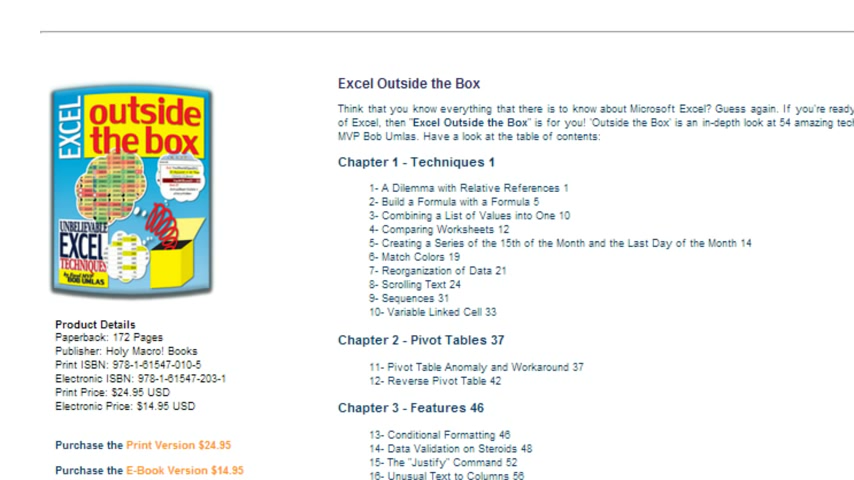 EXCEL
outside
the box
UNBELIEVABLE
EXCEL
TECHNIQUES
by Excel MVP
BOB UMLAS
Product Details
Paperback: 172 Pages
Publisher: Holy Macro! Books
Print ISBN: 978-1-61547-010-5
Electronic ISBN: 978-1-61547-203-1
Print Price: $24.95 USD
Electronic Price: $14.95 USD
Purchase the Print Version $24.95
Purchase the E-Book Version $14.95
Excel Outside the Box
Think that you know everything that there is to know about Microsoft Excel? Guess again. If you're ready
of Excel, then "Excel Outside the Box" is for you! 'Outside the Box' is an in-depth look at 54 amazing tec
MVP Bob Umlas. Have a look at the table of contents:
Chapter 1 - Techniques 1
1- A Dilemma with Relative References 1
2- Build a Formula with a Formula 5
3- Combining a List of Values into One 10
4- Comparing Worksheets 12
5- Creating a Series of the 15th of the Month and the Last Day of the Month 14
6- Match Colors 19
7- Reorganization of Data 21
8- Scrolling Text 24
9- Sequences 31
10- Variable Linked Cell 33
Chapter 2 - Pivot Tables 37
11- Pivot Table Anomaly and Workaround 37
12- Reverse Pivot Table 42
Chapter 3 - Features 46
13- Conditional Formatting 46
14- Data Validation on Steroids 48
15- The "Justify" Command 52
16- Unusual Text to Columns 56